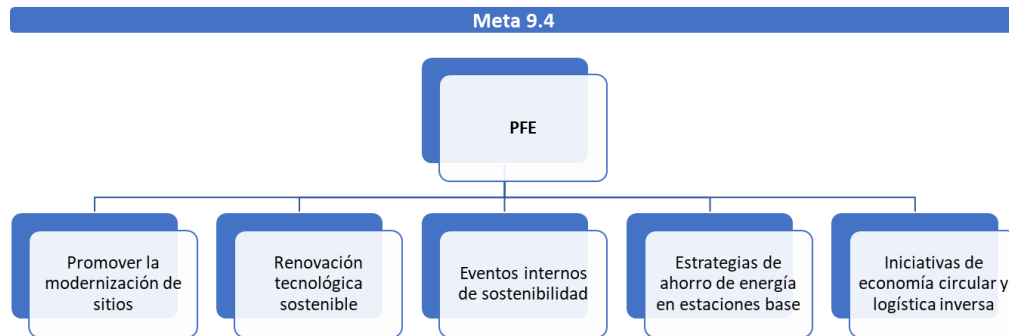 Meta 9.4
PFE
Promover la
modernización de
sitios
Renovación
tecnológica
sostenible
Eventos internos
de sostenibilidad
Estrategias de
ahorro de energía
en estaciones base
Iniciativas de
economía circular y
logística inversa